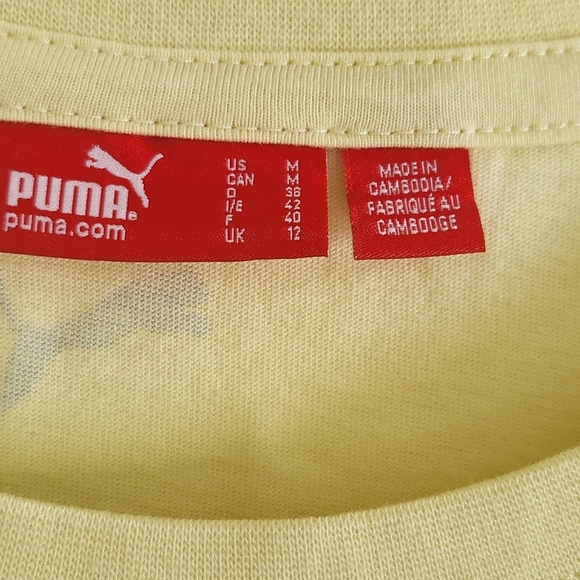 PUMA®
puma.com
US M
CAN M
D 38
I/E 42
F 40
UK 12
MADE IN
CAMBODIA/
FABRIQUÉ AU
CAMBODGE